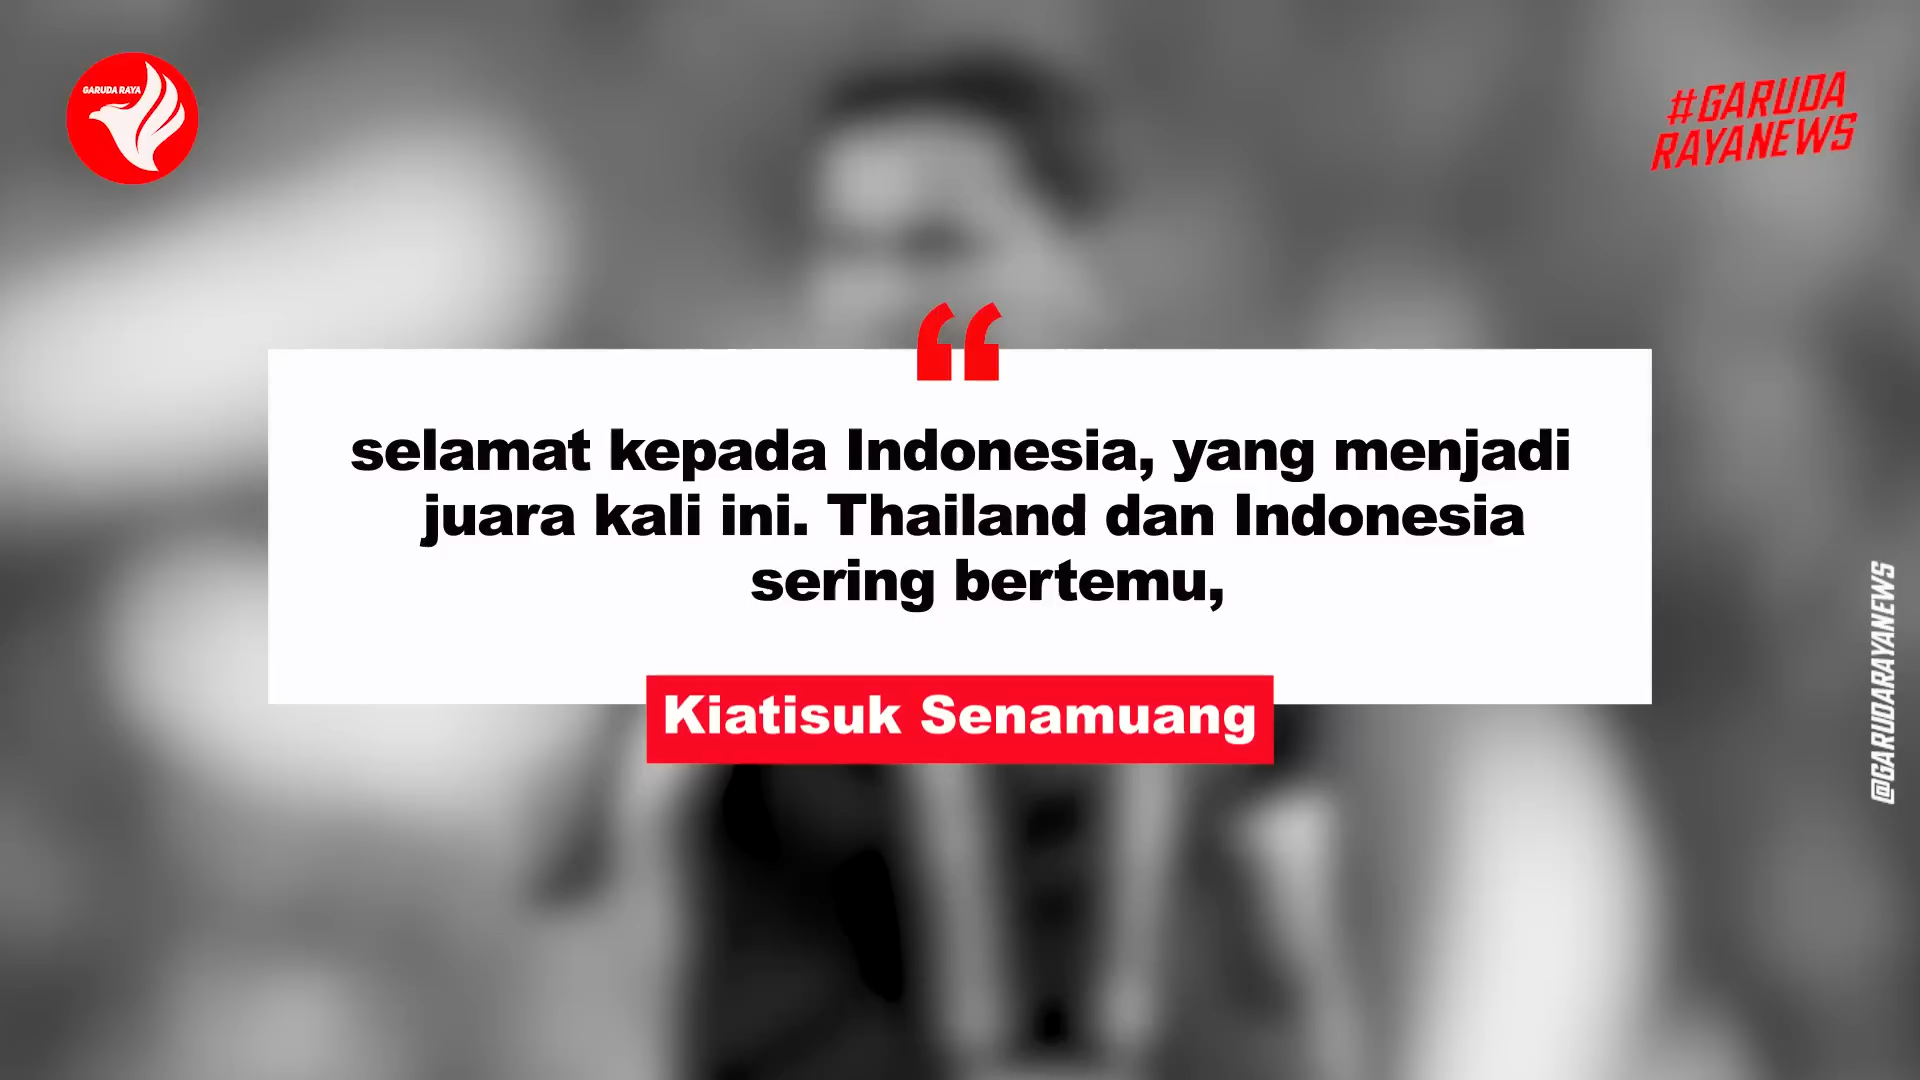 GARUDA RAYA
#GARUDA
RAYANEWS
“
selamat kepada Indonesia, yang menjadi
juara kali ini. Thailand dan Indonesia
sering bertemu,
Kiatisuk Senamuang
@GARUDARAYANEWS